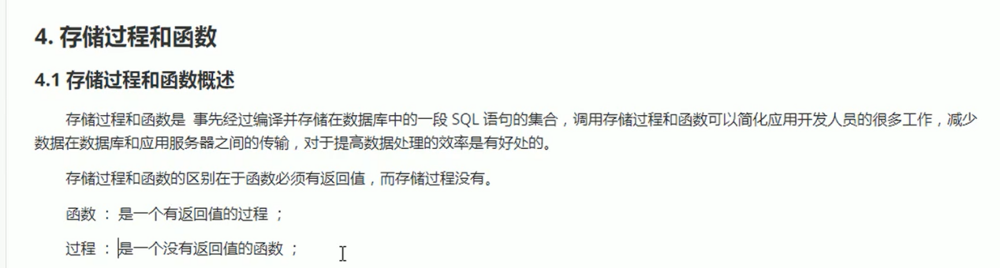 4. 存储过程和函数
4.1 存储过程和函数概述
存储过程和函数是 事先经过编译并存储在数据库中的一段 SQL 语句的集合，调用存储过程和函数可以简化应用开发人员的很多工作，减少
数据在数据库和应用服务器之间的传输，对于提高数据处理的效率是有好处的。
存储过程和函数的区别在于函数必须有返回值，而存储过程没有。
函数 ： 是一个有返回值的过程 ；
过程 ： 是一个没有返回值的函数 ；